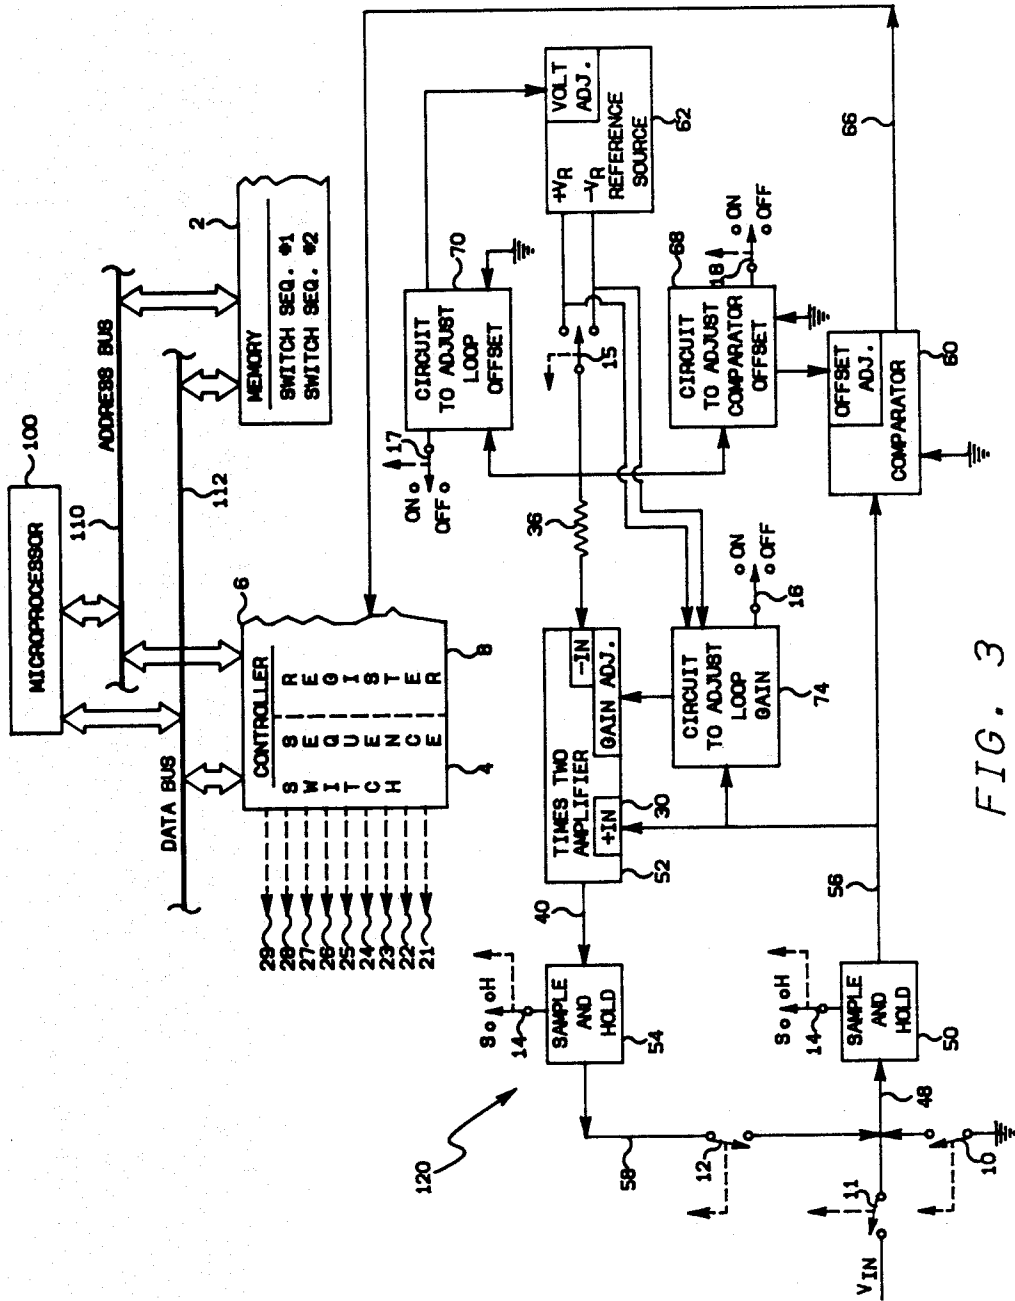 MICROPROCESSOR
100
110
ADDRESS BUS
DATA BUS
112
2
MEMORY
SWITCH SEQ. #1
SWITCH SEQ. #2
6
CONTROLLER
SWITCH
SEQUENCE
REGISTER
4
8
29
28
27
26
25
24
23
22
21
17
ON
OFF
CIRCUIT
TO ADJUST
LOOP
OFFSET
70
VOLT
ADJ.
+VR
-VR
REFERENCE
SOURCE
62
15
36
TIMES TWO
AMPLIFIER
+IN
-IN
GAIN ADJ.
30
52
40
S
H
14
SAMPLE
AND
HOLD
54
58
12
120
CIRCUIT
TO ADJUST
LOOP
GAIN
74
16
ON
OFF
CIRCUIT
TO ADJUST
COMPARATOR
OFFSET
68
18
ON
OFF
OFFSET
ADJ.
COMPARATOR
60
66
56
S
H
14
SAMPLE
AND
HOLD
50
48
10
11
VIN
FIG. 3